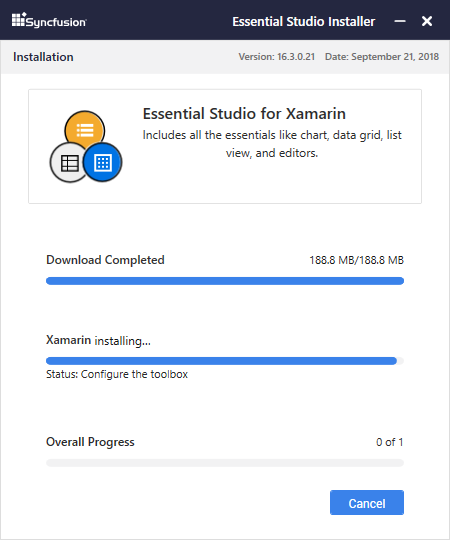 Syncfusion Essential Studio Installer
Installation Version: 16.3.0.21 Date: September 21, 2018
Essential Studio for Xamarin
Includes all the essentials like chart, data grid, list
view, and editors.
Download Completed 188.8 MB/188.8 MB
Xamarin installing...
Status: Configure the toolbox
Overall Progress 0 of 1
Cancel